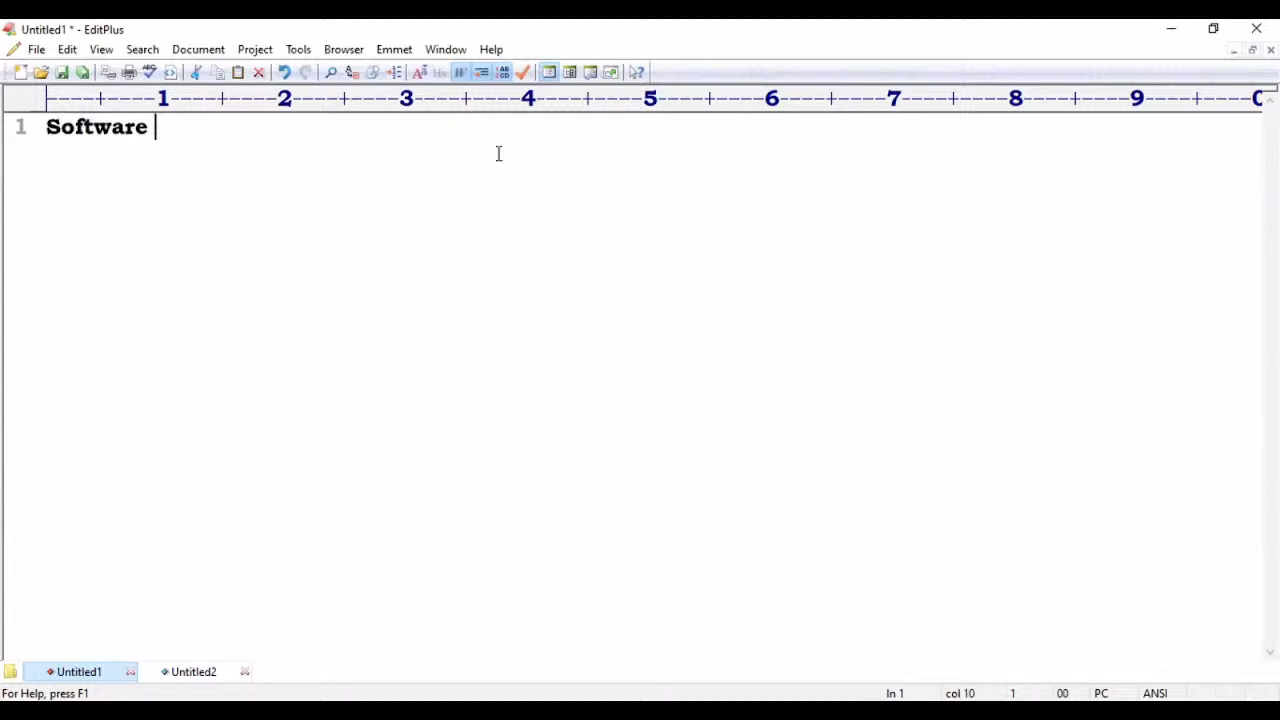 Untitled1 * - EditPlus
File Edit View Search Document Project Tools Browser Emmet Window Help
----+----1----+----2----+----3----+----4----+----5----+----6----+----7----+----8----+----9----+----0
1 Software
Untitled1 Untitled2
For Help, press F1 ln 1 col 10 1 00 PC ANSI